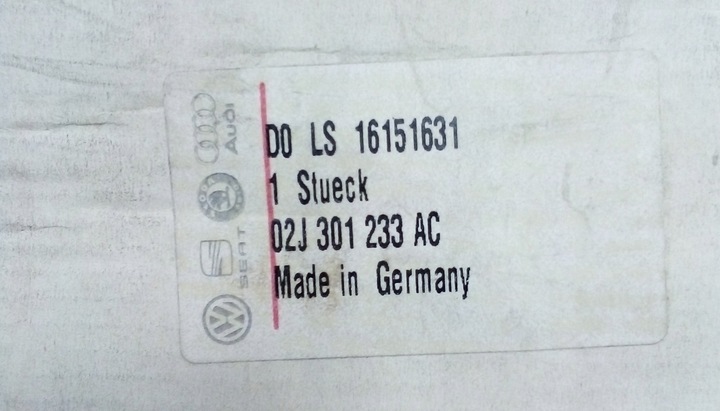 D0 LS 16151631
1 Stueck
02J 301 233 AC
Made in Germany
Audi
SEAT